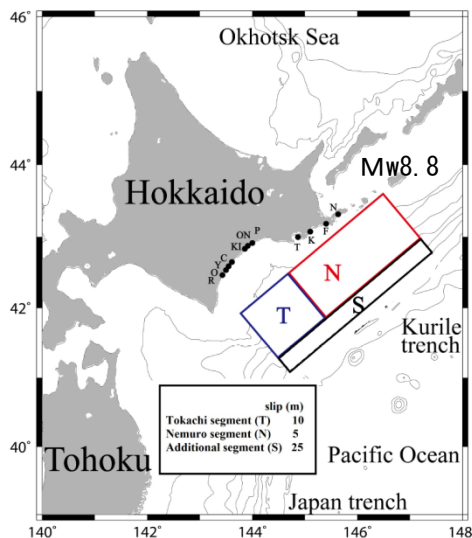 46°
Okhotsk Sea
44°
Mw8.8
Hokkaido
N
ON P
T K F
KI
C
Y
O
R
N
42°
S
T
Kurile
trench
slip (m)
Tokachi segment (T) 10
Nemuro segment (N) 5
Additional segment (S) 25
40°
Tohoku
Pacific Ocean
Japan trench
140° 142° 144° 146° 148°